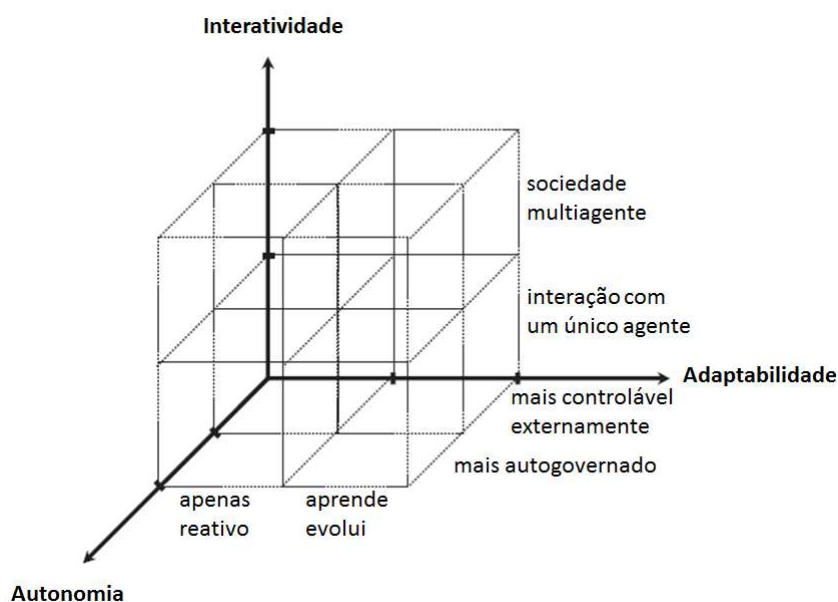 Interatividade
sociedade
multiagente
interação com
um único agente
Adaptabilidade
mais controlável
externamente
mais autogovernado
apenas
reativo
aprende
evolui
Autonomia